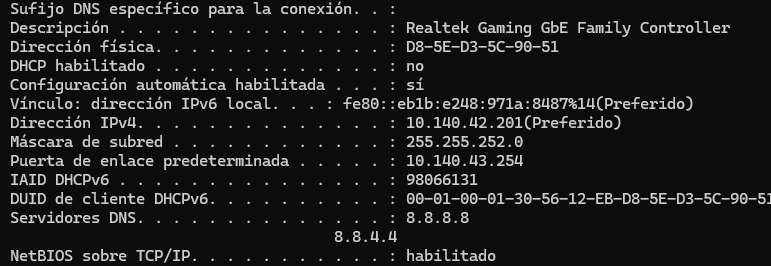 Sufijo DNS específico para la conexión. . :
Descripción . . . . . . . . . . . . . . . : Realtek Gaming GbE Family Controller
Dirección física. . . . . . . . . . . . . : D8-5E-D3-5C-90-51
DHCP habilitado . . . . . . . . . . . . . : no
Configuración automática habilitada . . . : sí
Vínculo: dirección IPv6 local. . . : fe80::eb1b:e248:971a:8487%14(Preferido)
Dirección IPv4. . . . . . . . . . . . . . : 10.140.42.201(Preferido)
Máscara de subred . . . . . . . . . . . . : 255.255.252.0
Puerta de enlace predeterminada . . . . . : 10.140.43.254
IAID DHCPv6 . . . . . . . . . . . . . . . : 98066131
DUID de cliente DHCPv6. . . . . . . . . . : 00-01-00-01-30-56-12-EB-D8-5E-D3-5C-90-51
Servidores DNS. . . . . . . . . . . . . . : 8.8.8.8
8.8.4.4
NetBIOS sobre TCP/IP. . . . . . . . . . . : habilitado